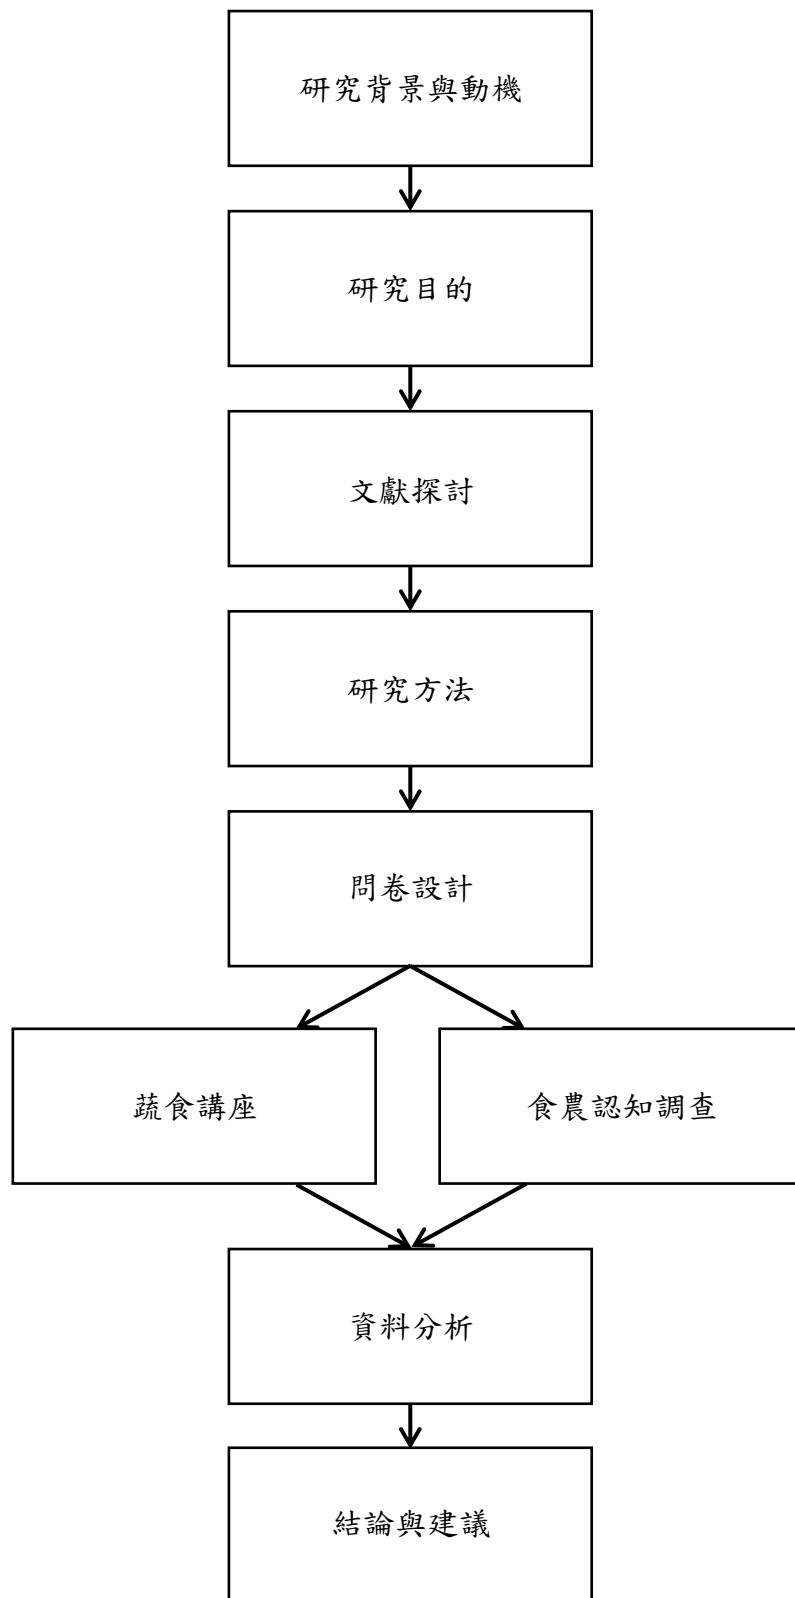 研究背景與動機
研究目的
文獻探討
研究方法
問卷設計
蔬食講座
食農認知調查
資料分析
結論與建議